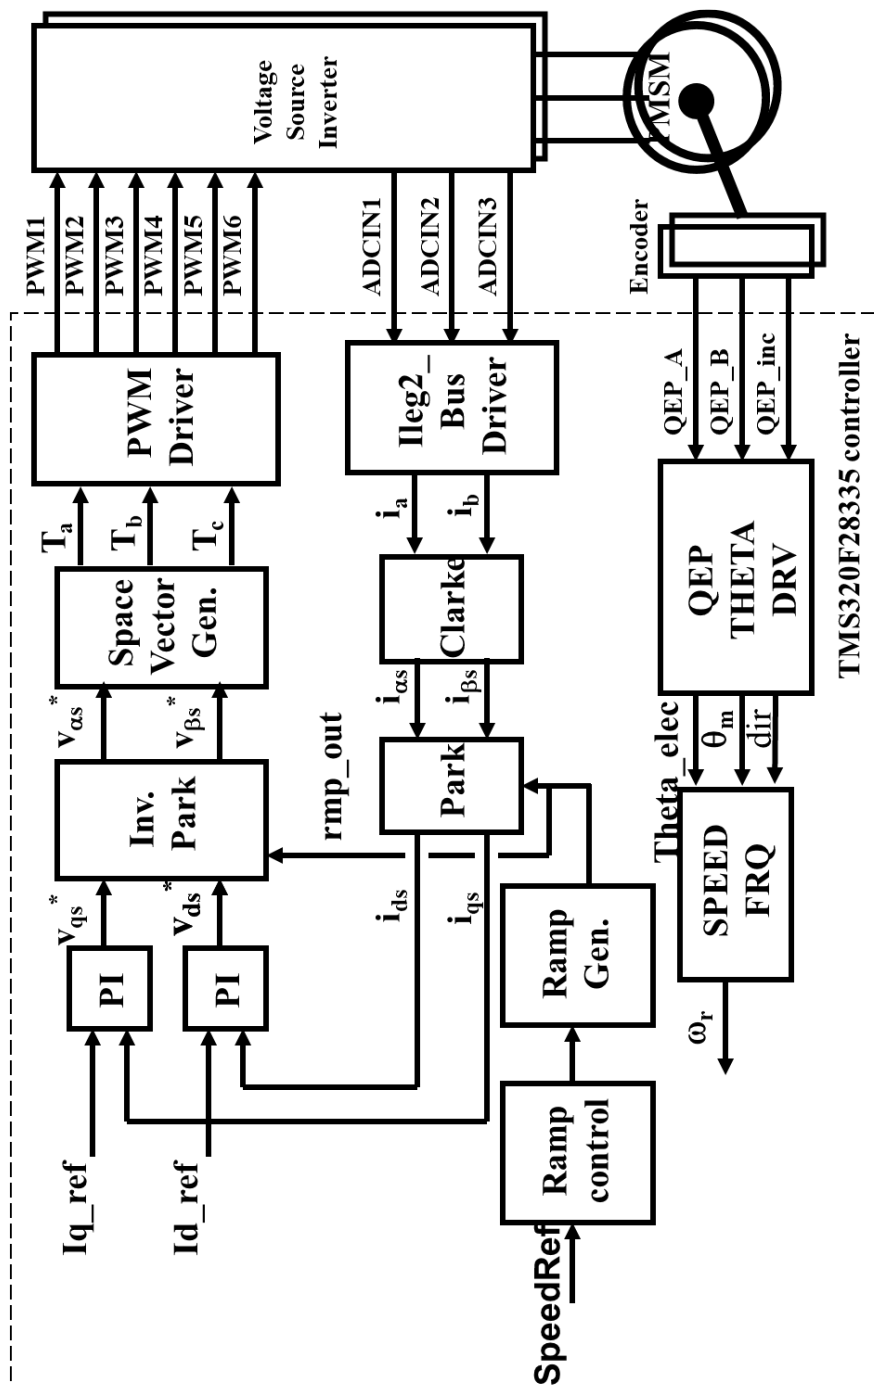 Iq_ref
PI
v*qs
Id_ref
PI
v*ds
Inv.
Park
v*αs
v*βs
Space
Vector
Gen.
Ta
Tb
Tc
PWM
Driver
PWM1
PWM2
PWM3
PWM4
PWM5
PWM6
Voltage
Source
Inverter
rmp_out
ids
iqs
Park
iαs
iβs
Clarke
ia
ib
Ileg2_
Bus
Driver
ADCIN1
ADCIN2
ADCIN3
SpeedRef
Ramp
control
Ramp
Gen.
PMSM
Encoder
ωr
SPEED
FRQ
Theta_elec
θm
dir
QEP
THETA
DRV
QEP_A
QEP_B
QEP_inc
TMS320F28335 controller